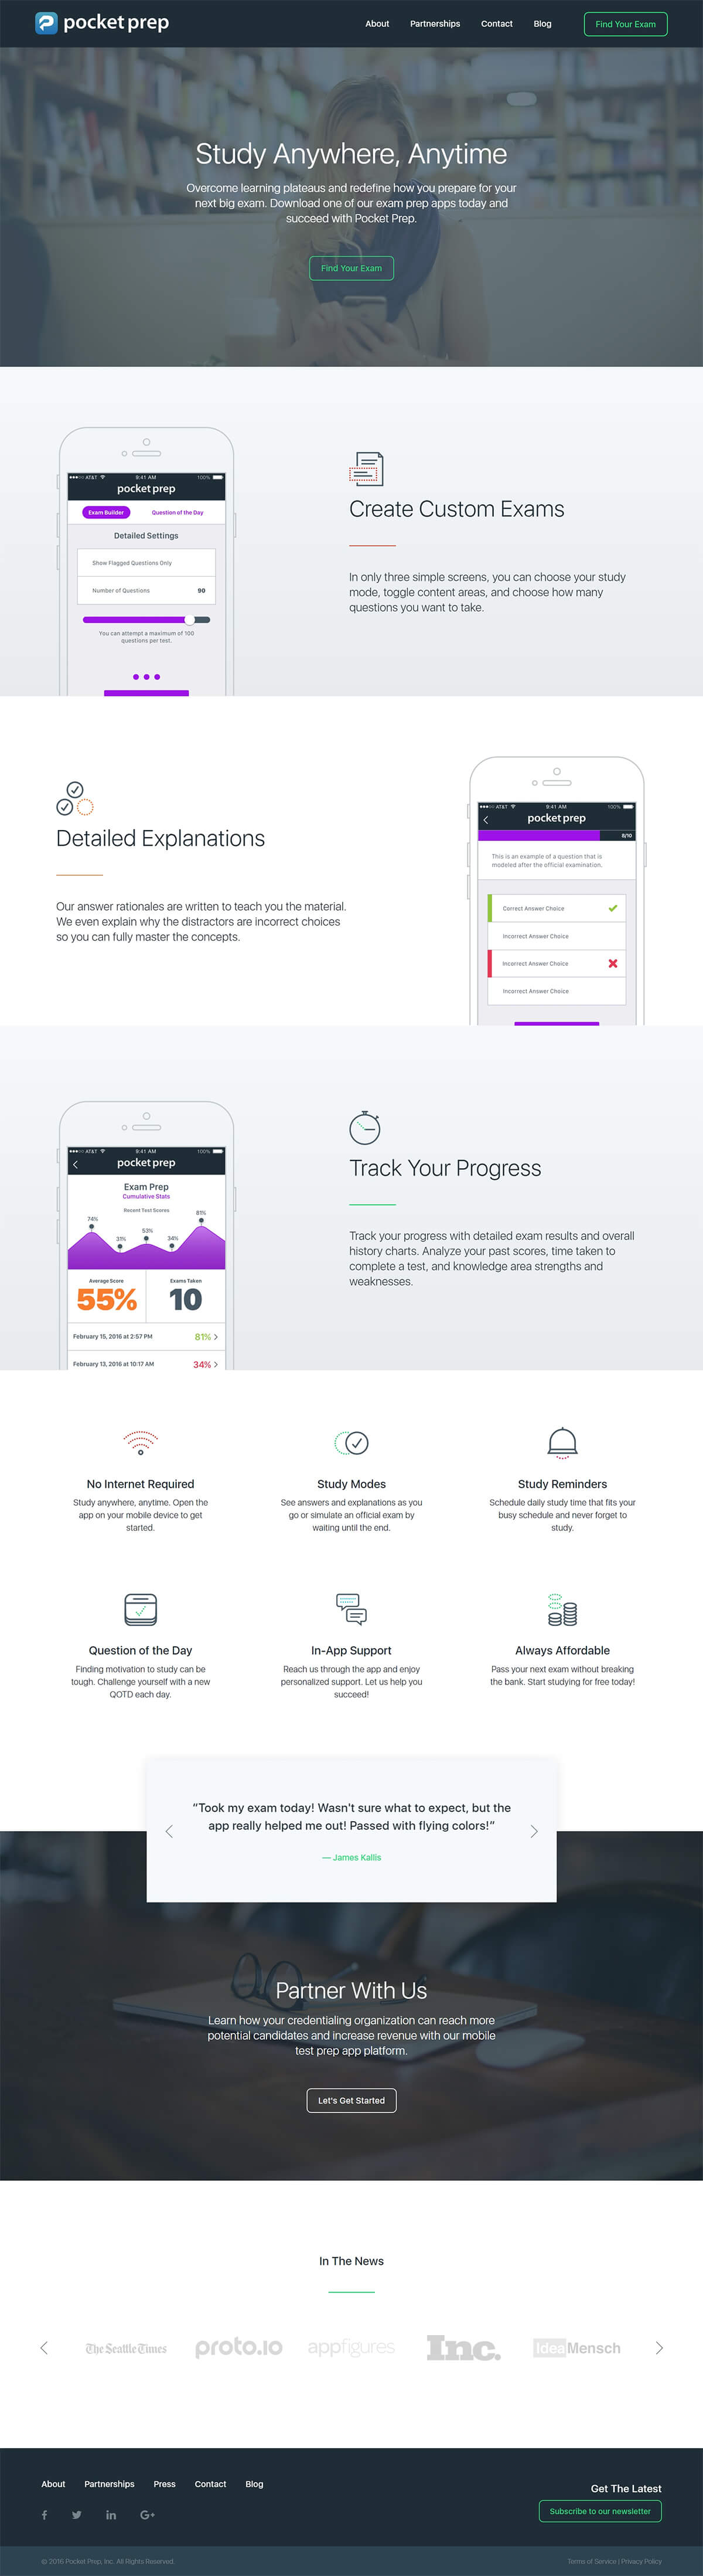 pocket prep
About Partnerships Contact Blog Find Your Exam
Study Anywhere, Anytime
Overcome learning plateaus and redefine how you prepare for your
next big exam. Download one of our exam prep apps today and
succeed with Pocket Prep.
Find Your Exam
AT&T 9:41 AM 100%
pocket prep
Exam Builder Question of the Day
Detailed Settings
Show Flagged Questions Only
Number of Questions 90
You can attempt a maximum of 100
questions per test.
Create Custom Exams
In only three simple screens, you can choose your study
mode, toggle content areas, and choose how many
questions you want to take.
Detailed Explanations
Our answer rationales are written to teach you the material.
We even explain why the distractors are incorrect choices
so you can fully master the concepts.
AT&T 9:41 AM 100%
pocket prep
8/10
This is an example of a question that is
modeled after the official examination.
Correct Answer Choice
Incorrect Answer Choice
Incorrect Answer Choice
Incorrect Answer Choice
AT&T 9:41 AM 100%
pocket prep
Exam Prep
Cumulative Stats
Recent Test Scores
74% 31% 53% 34% 81%
Average Score Exams Taken
55% 10
February 15, 2016 at 2:57 PM 81% >
February 13, 2016 at 10:17 AM 34% >
Track Your Progress
Track your progress with detailed exam results and overall
history charts. Analyze your past scores, time taken to
complete a test, and knowledge area strengths and
weaknesses.
No Internet Required
Study anywhere, anytime. Open the
app on your mobile device to get
started.
Study Modes
See answers and explanations as you
go or simulate an official exam by
waiting until the end.
Study Reminders
Schedule daily study time that fits your
busy schedule and never forget to
study.
Question of the Day
Finding motivation to study can be
tough. Challenge yourself with a new
QOTD each day.
In-App Support
Reach us through the app and enjoy
personalized support. Let us help you
succeed!
Always Affordable
Pass your next exam without breaking
the bank. Start studying for free today!
“Took my exam today! Wasn't sure what to expect, but the
app really helped me out! Passed with flying colors!”
— James Kallis
Partner With Us
Learn how your credentialing organization can reach more
potential candidates and increase revenue with our mobile
test prep app platform.
Let's Get Started
In The News
The Seattle Times proto.io appfigures Inc. IdeaMensch
About Partnerships Press Contact Blog
Get The Latest
Subscribe to our newsletter
f in G+
© 2016 Pocket Prep, Inc. All Rights Reserved.
Terms of Service | Privacy Policy